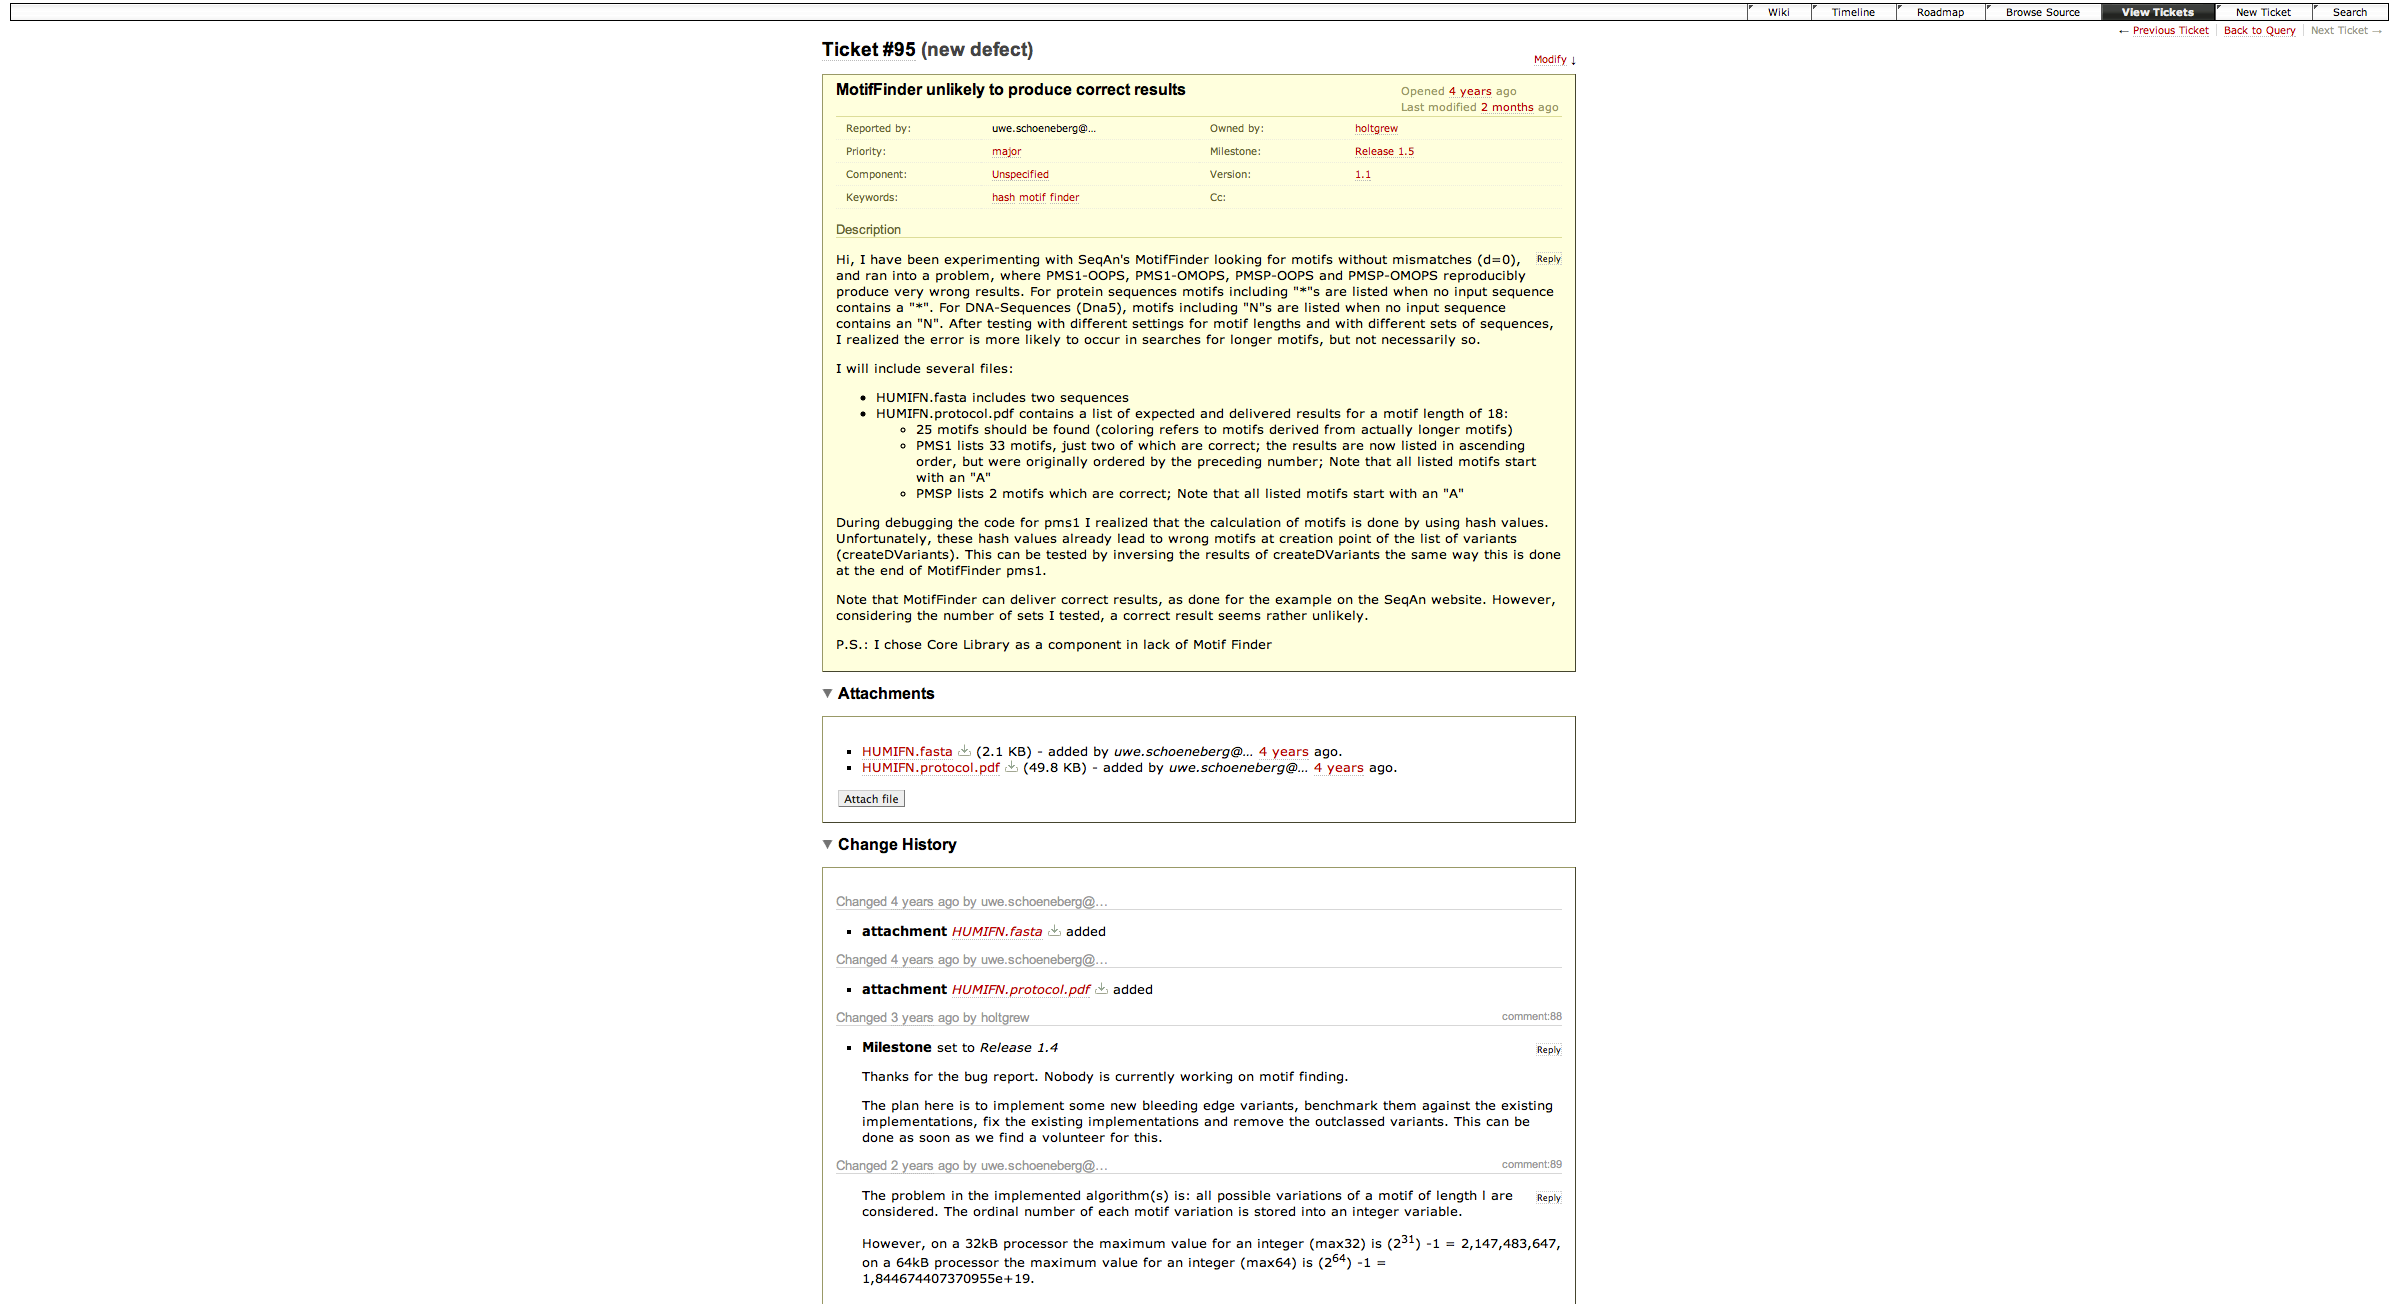 Wiki Timeline Roadmap Browse Source View Tickets New Ticket Search
← Previous Ticket Back to Query Next Ticket →
Ticket #95 (new defect)
Modify ↓
MotifFinder unlikely to produce correct results
Opened 4 years ago
Last modified 2 months ago
Reported by: uwe.schoeneberg@… Owned by: holtgrew
Priority: major Milestone: Release 1.5
Component: Unspecified Version: 1.1
Keywords: hash motif finder Cc:
Description
Reply
Hi, I have been experimenting with SeqAn's MotifFinder looking for motifs without mismatches (d=0),
and ran into a problem, where PMS1-OOPS, PMS1-OMOPS, PMSP-OOPS and PMSP-OMOPS reproducibly
produce very wrong results. For protein sequences motifs including "*"s are listed when no input sequence
contains a "*". For DNA-Sequences (Dna5), motifs including "N"s are listed when no input sequence
contains an "N". After testing with different settings for motif lengths and with different sets of sequences,
I realized the error is more likely to occur in searches for longer motifs, but not necessarily so.
I will include several files:
• HUMIFN.fasta includes two sequences
• HUMIFN.protocol.pdf contains a list of expected and delivered results for a motif length of 18:
◦ 25 motifs should be found (coloring refers to motifs derived from actually longer motifs)
◦ PMS1 lists 33 motifs, just two of which are correct; the results are now listed in ascending
order, but were originally ordered by the preceding number; Note that all listed motifs start
with an "A"
◦ PMSP lists 2 motifs which are correct; Note that all listed motifs start with an "A"
During debugging the code for pms1 I realized that the calculation of motifs is done by using hash values.
Unfortunately, these hash values already lead to wrong motifs at creation point of the list of variants
(createDVariants). This can be tested by inversing the results of createDVariants the same way this is done
at the end of MotifFinder pms1.
Note that MotifFinder can deliver correct results, as done for the example on the SeqAn website. However,
considering the number of sets I tested, a correct result seems rather unlikely.
P.S.: I chose Core Library as a component in lack of Motif Finder
▼ Attachments
▪ HUMIFN.fasta (2.1 KB) - added by uwe.schoeneberg@… 4 years ago.
▪ HUMIFN.protocol.pdf (49.8 KB) - added by uwe.schoeneberg@… 4 years ago.
Attach file
▼ Change History
Changed 4 years ago by uwe.schoeneberg@…
▪ attachment HUMIFN.fasta added
Changed 4 years ago by uwe.schoeneberg@…
▪ attachment HUMIFN.protocol.pdf added
Changed 3 years ago by holtgrew comment:88
▪ Milestone set to Release 1.4 Reply
Thanks for the bug report. Nobody is currently working on motif finding.
The plan here is to implement some new bleeding edge variants, benchmark them against the existing
implementations, fix the existing implementations and remove the outclassed variants. This can be
done as soon as we find a volunteer for this.
Changed 2 years ago by uwe.schoeneberg@… comment:89
The problem in the implemented algorithm(s) is: all possible variations of a motif of length l are Reply
considered. The ordinal number of each motif variation is stored into an integer variable.
However, on a 32kB processor the maximum value for an integer (max32) is (2³¹) -1 = 2,147,483,647,
on a 64kB processor the maximum value for an integer (max64) is (2⁶⁴) -1 =
1,844674407370955e+19.